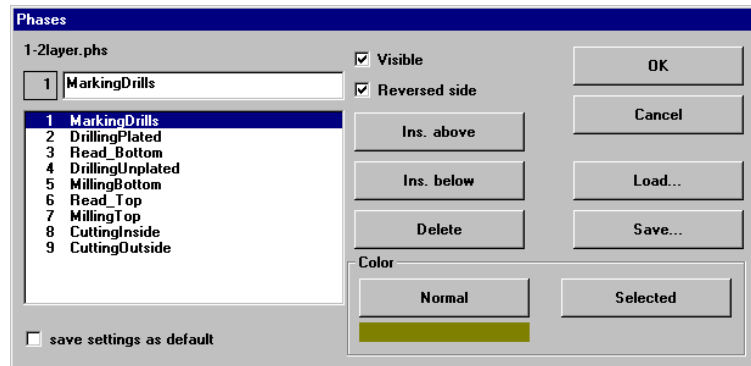 Phases
1-2layer.phs
1 MarkingDrills
1 MarkingDrills
2 DrillingPlated
3 Read_Bottom
4 DrillingUnplated
5 MillingBottom
6 Read_Top
7 MillingTop
8 CuttingInside
9 CuttingOutside
save settings as default
Visible
Reversed side
Ins. above
Ins. below
Delete
Color
Normal
Selected
OK
Cancel
Load...
Save...